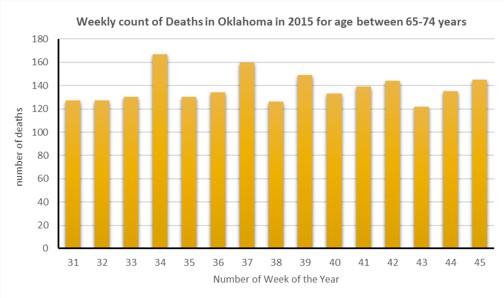 Weekly count of Deaths in Oklahoma in 2015 for age between 65-74 years
180
160
140
120
100
80
60
40
20
0
number of deaths
31 32 33 34 35 36 37 38 39 40 41 42 43 44 45
Number of Week of the Year